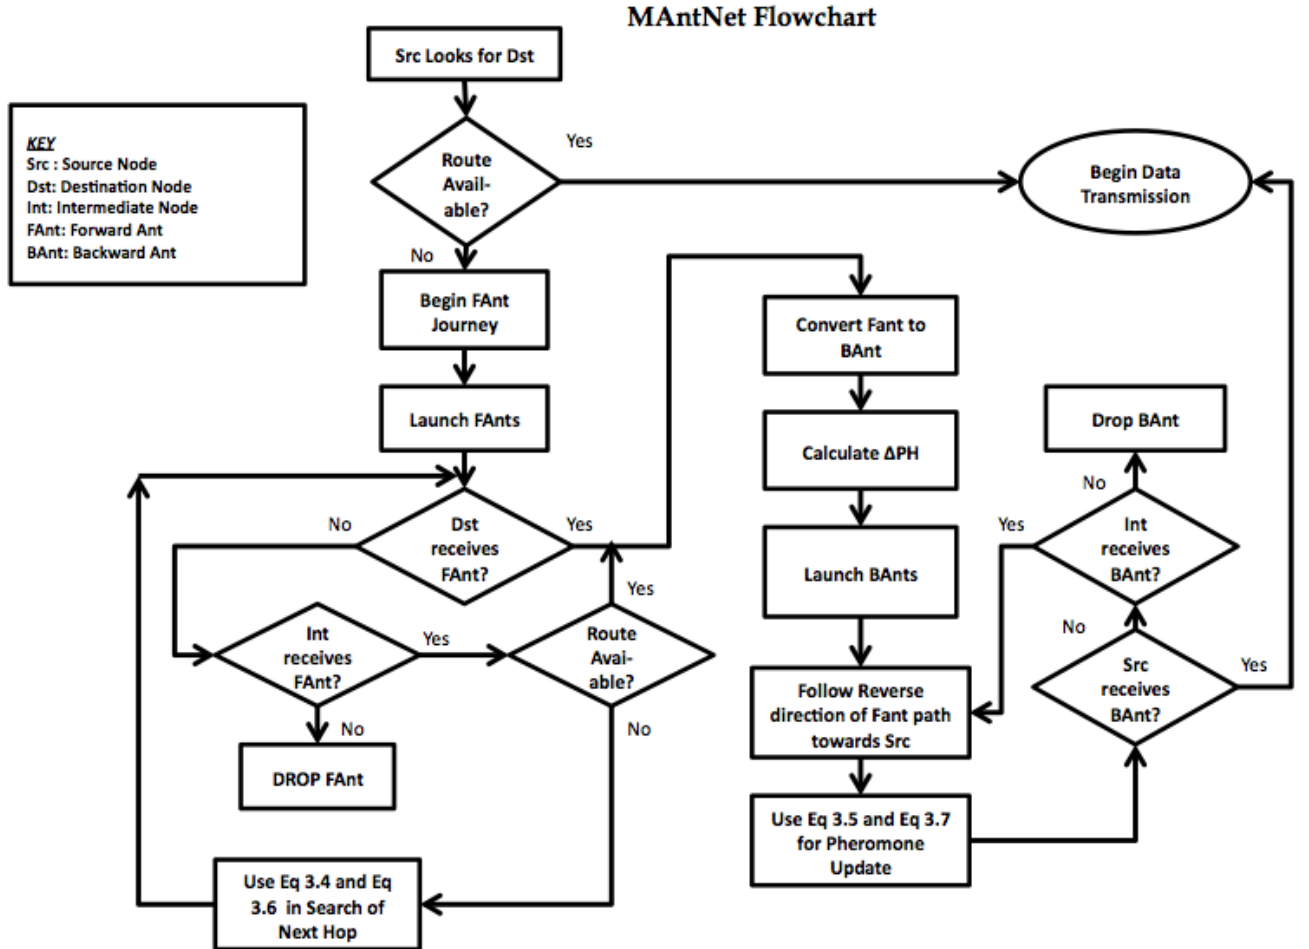 MAntNet Flowchart
Src Looks for Dst
KEY
Src : Source Node
Dst: Destination Node
Int: Intermediate Node
FAnt: Forward Ant
BAnt: Backward Ant
Route
Avail-
able?
Yes
Begin Data
Transmission
No
Begin FAnt
Journey
Launch FAnts
Dst
receives
FAnt?
No
Yes
Int
receives
FAnt?
Yes
No
DROP FAnt
Route
Avai-
able?
Yes
No
Use Eq 3.4 and Eq
3.6 in Search of
Next Hop
Convert Fant to
BAnt
Calculate ΔPH
Launch BAnts
Follow Reverse
direction of Fant path
towards Src
Use Eq 3.5 and Eq 3.7
for Pheromone
Update
Drop BAnt
No
Yes
Int
receives
BAnt?
No
Src
receives
BAnt?
Yes